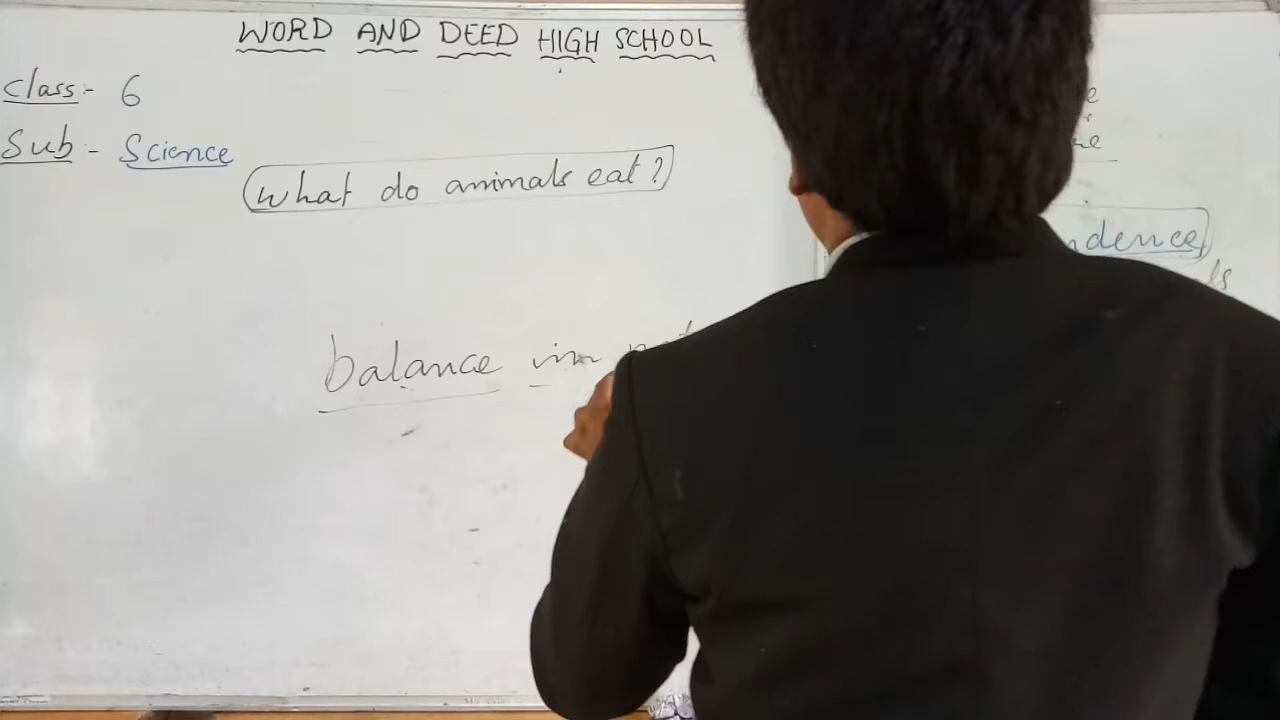 WORD AND DEED HIGH SCHOOL
Class:- 6
Sub - Science
What do animals eat?
balance in